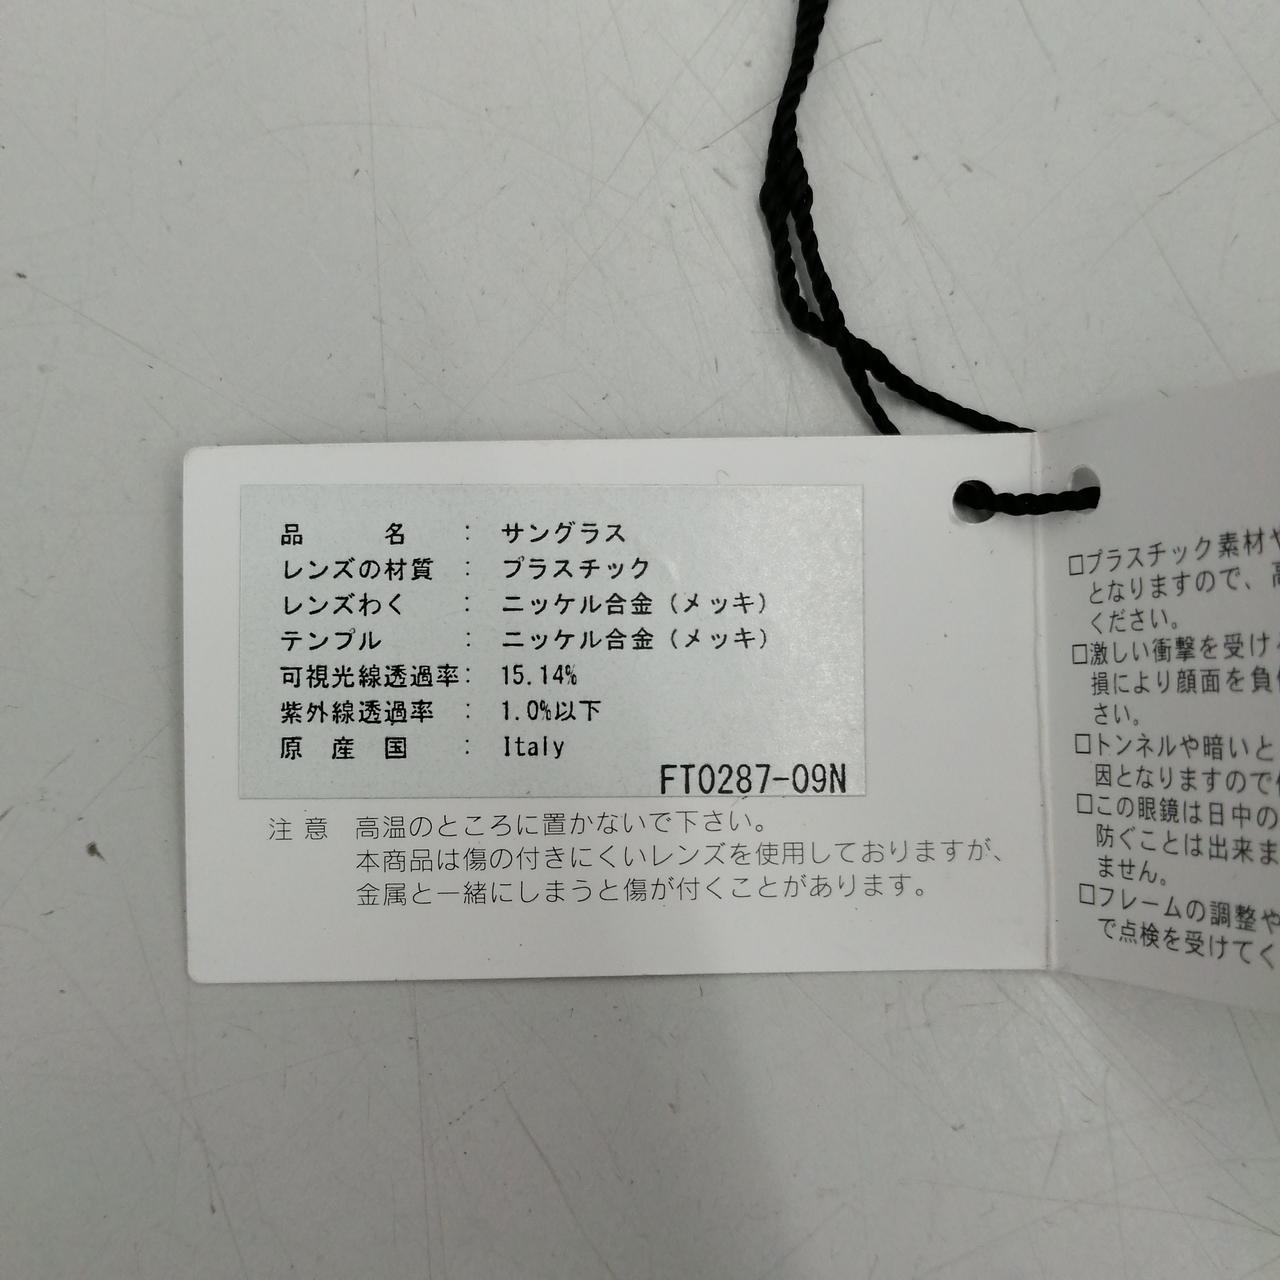 品 名 : サングラス
レンズの材質 : プラスチック
レンズわく : ニッケル合金(メッキ)
テンプル : ニッケル合金(メッキ)
可視光線透過率: 15.14%
紫外線透過率 : 1.0%以下
原 産 国 : Italy
FT0287-09N
注 意 高温のところに置かないで下さい。
本商品は傷の付きにくいレンズを使用しておりますが、
金属と一緒にしまうと傷が付くことがあります。
□プラスチック素材や
となりますので、高
ください。
□激しい衝撃を受ける
損により顔面を負
さい。
□トンネルや暗いと
因となりますので
□この眼鏡は日中の
防ぐことは出来ま
ません。
□フレームの調整や
で点検を受けてく